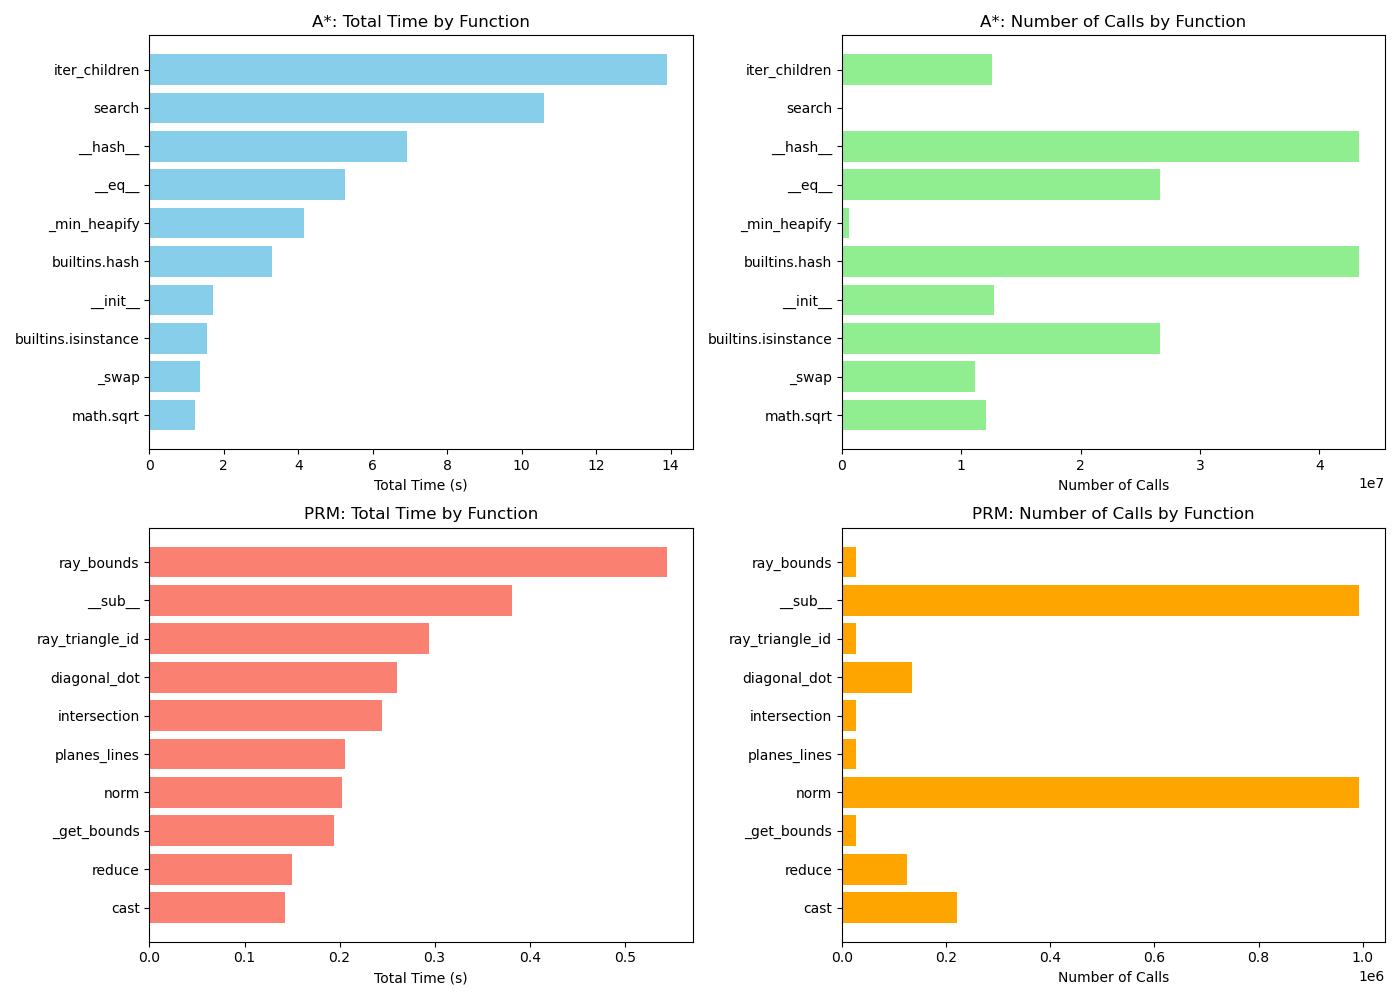 A*: Total Time by Function
iter_children
search
__hash__
__eq__
_min_heapify
builtins.hash
__init__
builtins.isinstance
_swap
math.sqrt
0 2 4 6 8 10 12 14
Total Time (s)
A*: Number of Calls by Function
iter_children
search
__hash__
__eq__
_min_heapify
builtins.hash
__init__
builtins.isinstance
_swap
math.sqrt
0 1 2 3 4
1e7
Number of Calls
PRM: Total Time by Function
ray_bounds
__sub__
ray_triangle_id
diagonal_dot
intersection
planes_lines
norm
_get_bounds
reduce
cast
0.0 0.1 0.2 0.3 0.4 0.5
Total Time (s)
PRM: Number of Calls by Function
ray_bounds
__sub__
ray_triangle_id
diagonal_dot
intersection
planes_lines
norm
_get_bounds
reduce
cast
0.0 0.2 0.4 0.6 0.8 1.0
1e6
Number of Calls